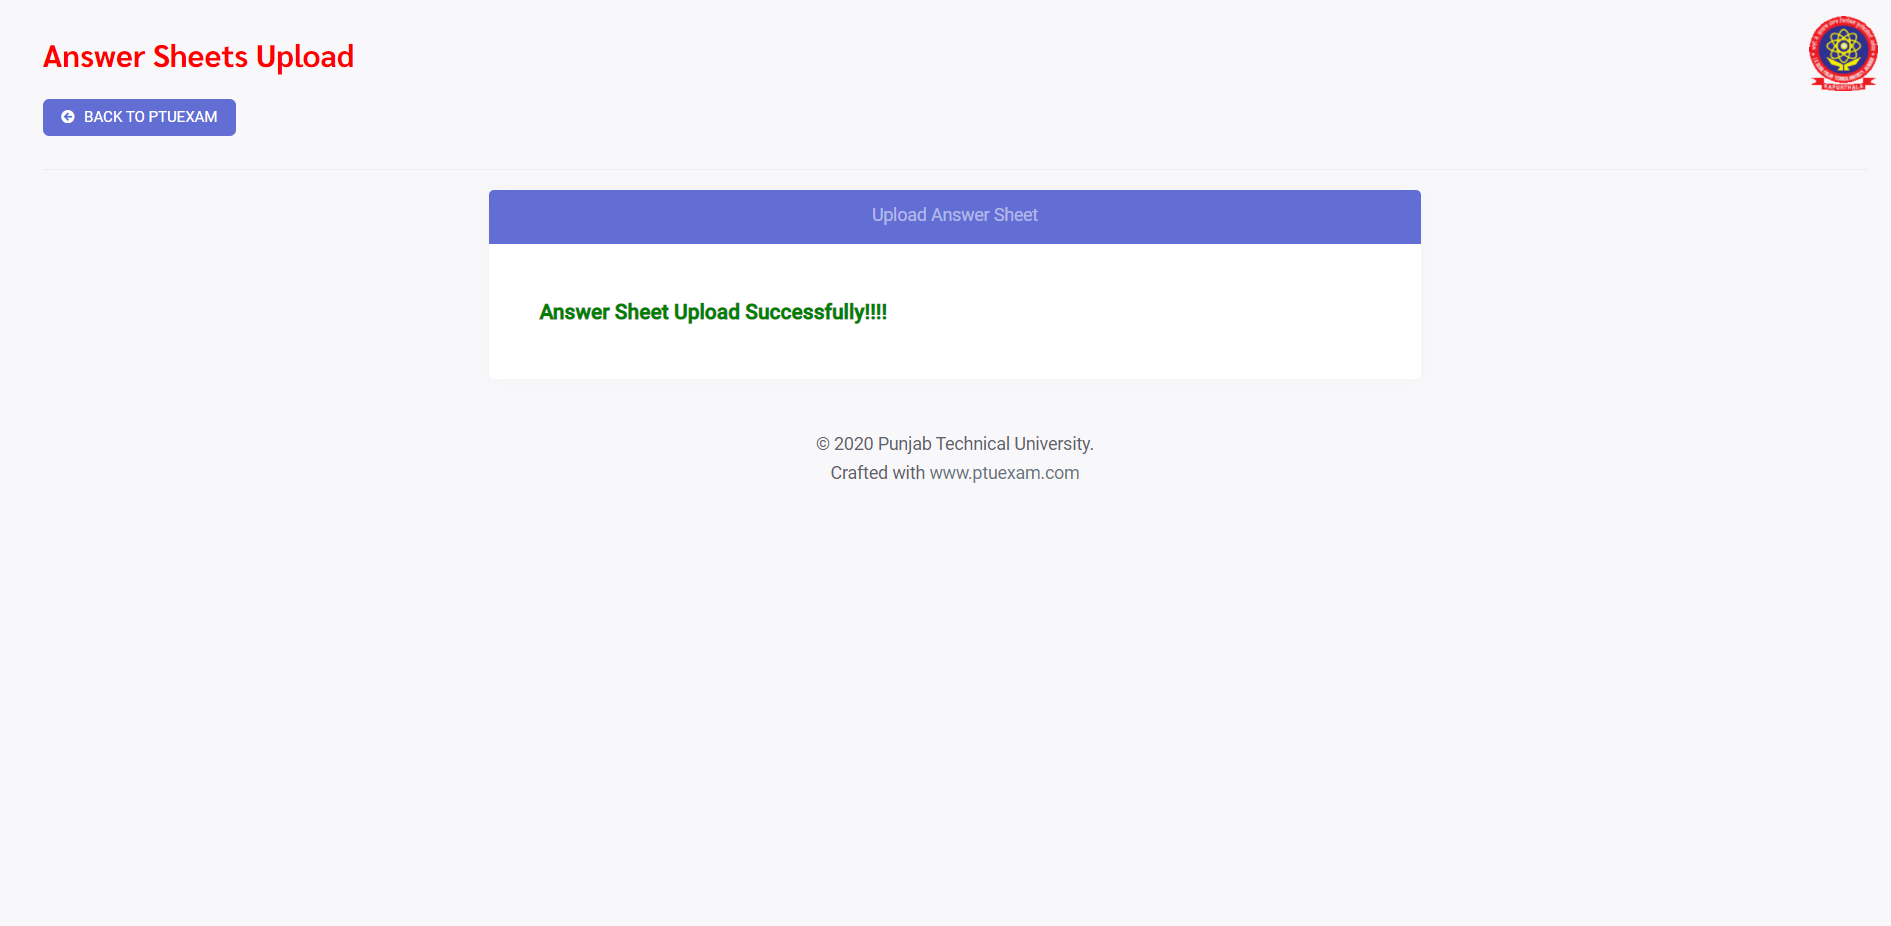 Answer Sheets Upload
BACK TO PTUEXAM
Upload Answer Sheet
Answer Sheet Upload Successfully!!!!
© 2020 Punjab Technical University.
Crafted with www.ptuexam.com